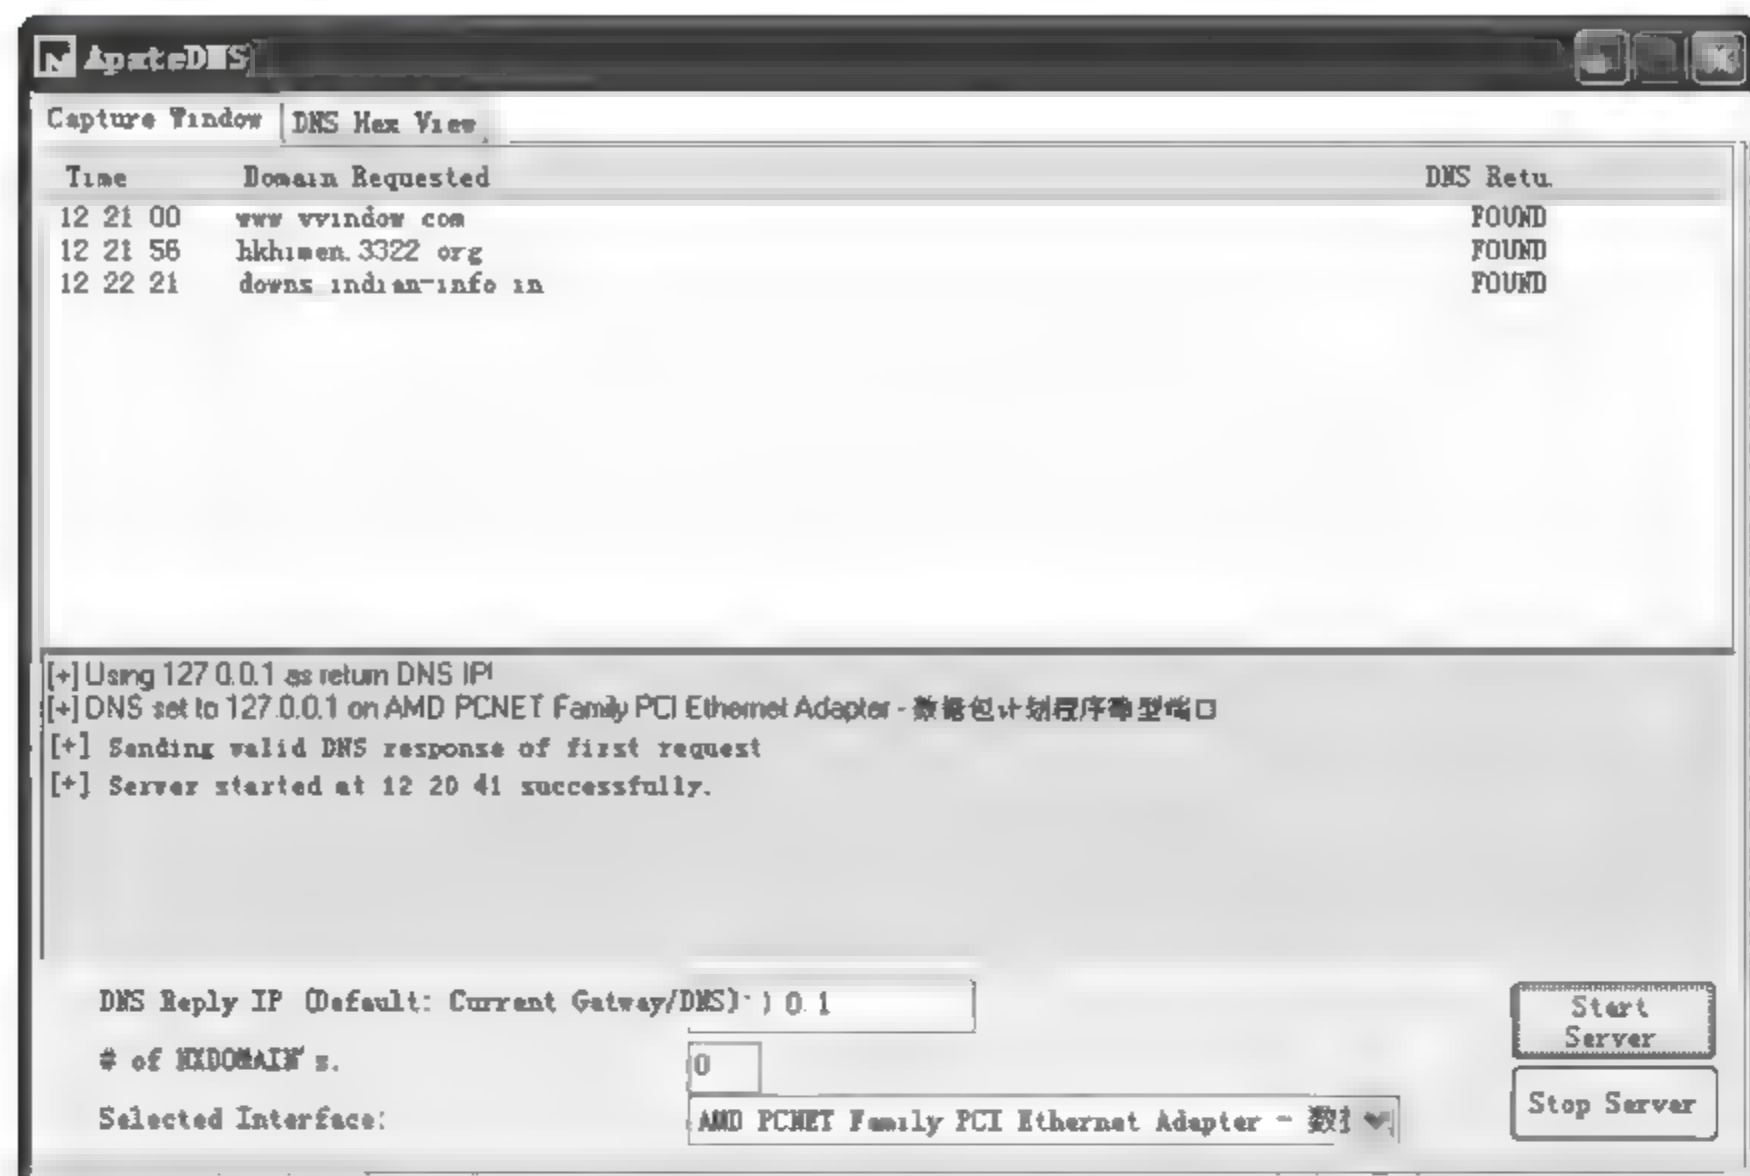 ApateDNS
Capture Window DNS Hex View
Time Domain Requested DNS Retu.
12 21 00 www vvindow com FOUND
12 21 56 hkhimen.3322 org FOUND
12 22 21 downs indian-info in FOUND
[+] Using 127.0.0.1 as return DNS IP!
[+] DNS set to 127.0.0.1 on AMD PCNET Family PCI Ethernet Adapter - 数据包计划程序微型端口
[+] Sending valid DNS response of first request
[+] Server started at 12 20 41 successfully.
DNS Reply IP (Default: Current Gatway/DNS): 0.1
# of NXDOMAIN's. 0
Selected Interface: AMD PCNET Family PCI Ethernet Adapter - 数
Start
Server
Stop Server